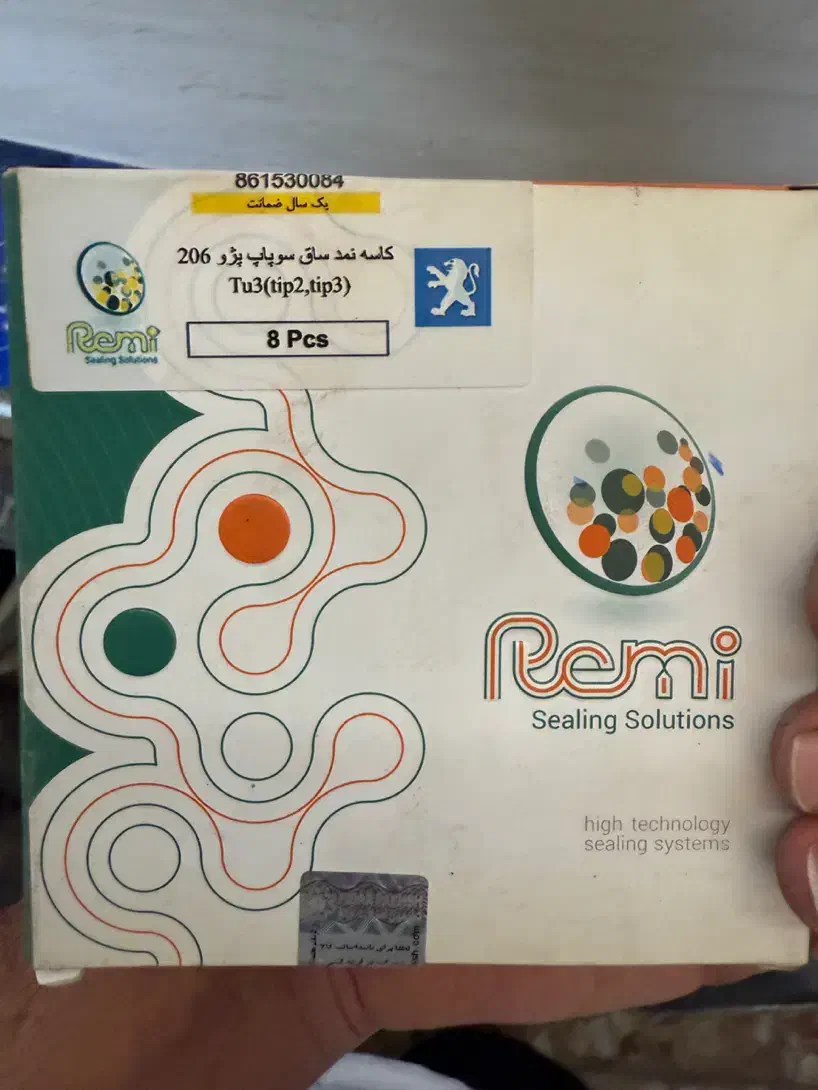 861530084
یک سال ضمانت
کاسه نمد ساق سوپاپ پژو 206
Tu3(tip2,tip3)
8 Pcs
Remi
Sealing Solutions
Remi
Sealing Solutions
high technology
sealing systems